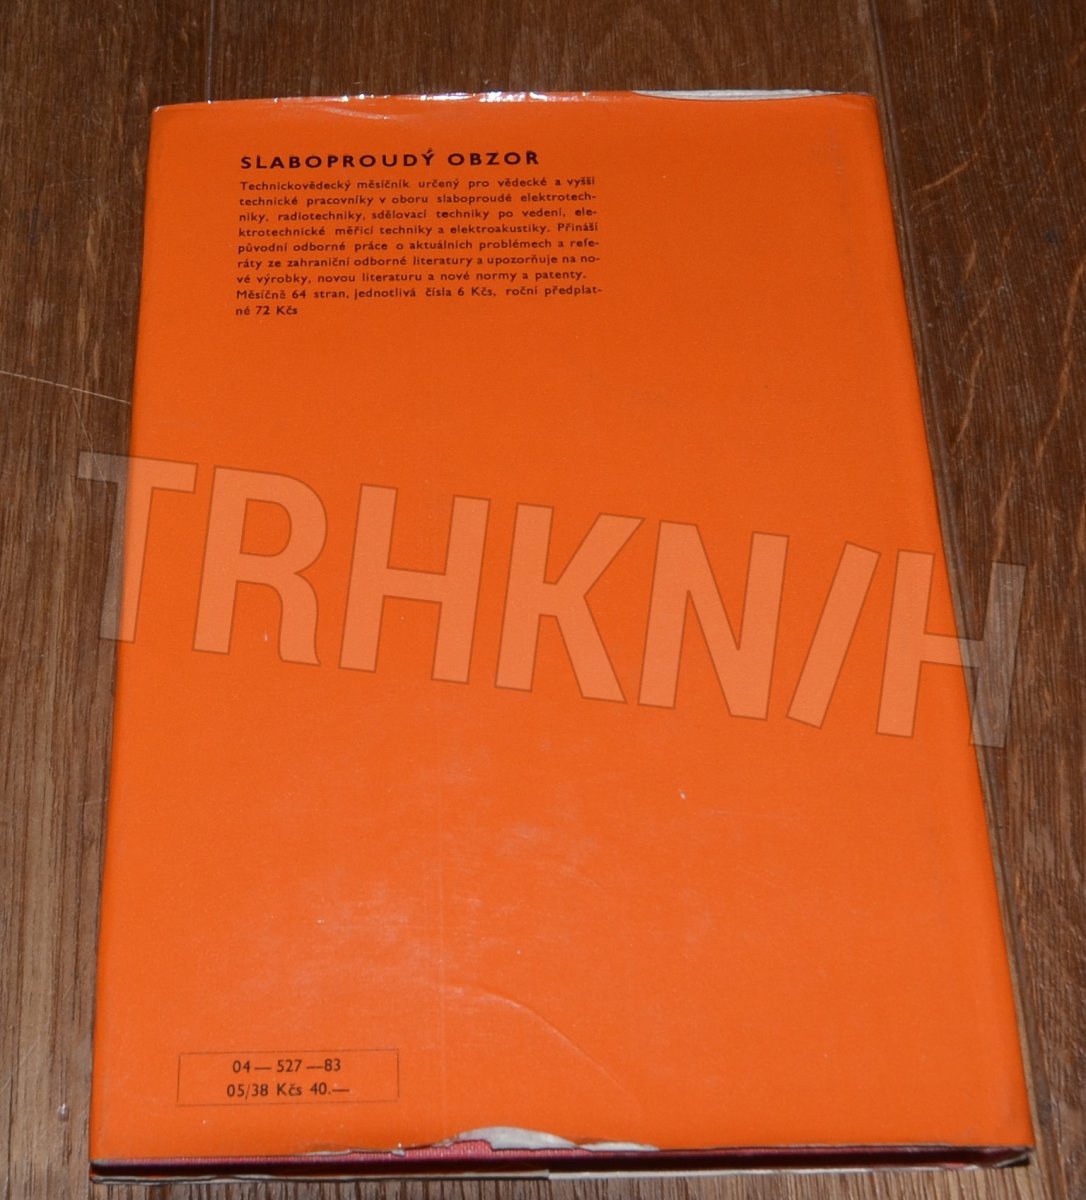 SLABOPROUDÝ OBZOR
Technickovědecký měsíčník určený pro vědecké a vyšší
technické pracovníky v oboru slaboproudé elektrotech-
niky, radiotechniky, sdělovací techniky po vedení, ele-
ktrotechnické měřicí techniky a elektroakustiky. Přináší
původní odborné práce o aktuálních problémech a refe-
ráty ze zahraniční odborné literatury a upozorňuje na no-
vé výrobky, novou literaturu a nové normy a patenty.
Měsíčně 64 stran, jednotlivá čísla 6 Kčs, roční předplat-
né 72 Kčs
TRHKN/H
04—527—83
05/38 Kčs 40.—